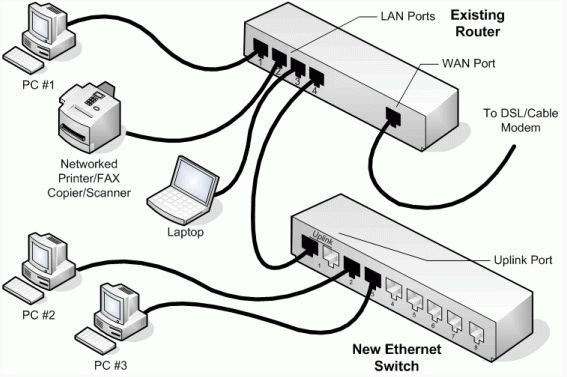 LAN Ports
Existing
Router
WAN Port
1
2
3
4
PC #1
To DSL/Cable
Modem
Networked
Printer/FAX
Copier/Scanner
Laptop
Uplink
Uplink Port
1
2
3
4
5
6
7
8
PC #2
New Ethernet
Switch
PC #3